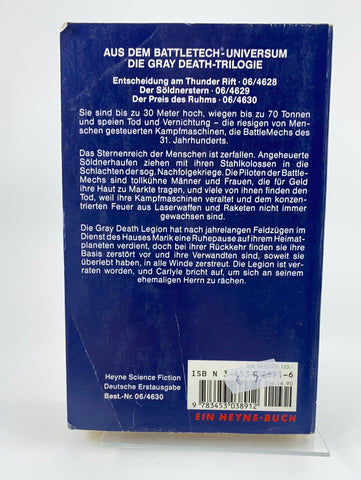 AUS DEM BATTLETECH-UNIVERSUM
DIE GRAY DEATH-TRILOGIE
Entscheidung am Thunder Rift · 06/4628
Der Söldnerstern · 06/4629
Der Preis des Ruhms · 06/4630
Sie sind bis zu 30 Meter hoch, wiegen bis zu 70 Tonnen
und speien Tod und Vernichtung – die riesigen von Men-
schen gesteuerten Kampfmaschinen, die BattleMechs des
31. Jahrhunderts.
Das Sternenreich der Menschen ist zerfallen. Angeheuerte
Söldnerhaufen ziehen mit ihren Stahlkolossen in die
Schlachten der sog. Nachfolgekriege. Die Piloten der Battle-
Mechs sind tollkühne Männer und Frauen, die für Geld
ihre Haut zu Markte tragen, und viele von ihnen finden den
Tod, weil ihre Kampfmaschinen veraltet und dem konzen-
trierten Feuer aus Laserwaffen und Raketen nicht immer
gewachsen sind.
Die Gray Death Legion hat nach jahrelangen Feldzügen im
Dienst des Hauses Marik eine Ruhepause auf ihrem Heimat-
planeten verdient, doch bei ihrer Rückkehr finden sie ihre
Basis zerstört vor und ihre Verwandten sind, soweit sie
überlebt haben, in alle Winde zerstreut. Die Legion ist ver-
raten worden, und Carlyle bricht auf, um sich an seinem
ehemaligen Herrn zu rächen.
Heyne Science Fiction
Deutsche Erstausgabe
Best.-Nr. 06/4630
ISBN 3-453-03891-6
9 783453 038912
EIN HEYNE-BUCH